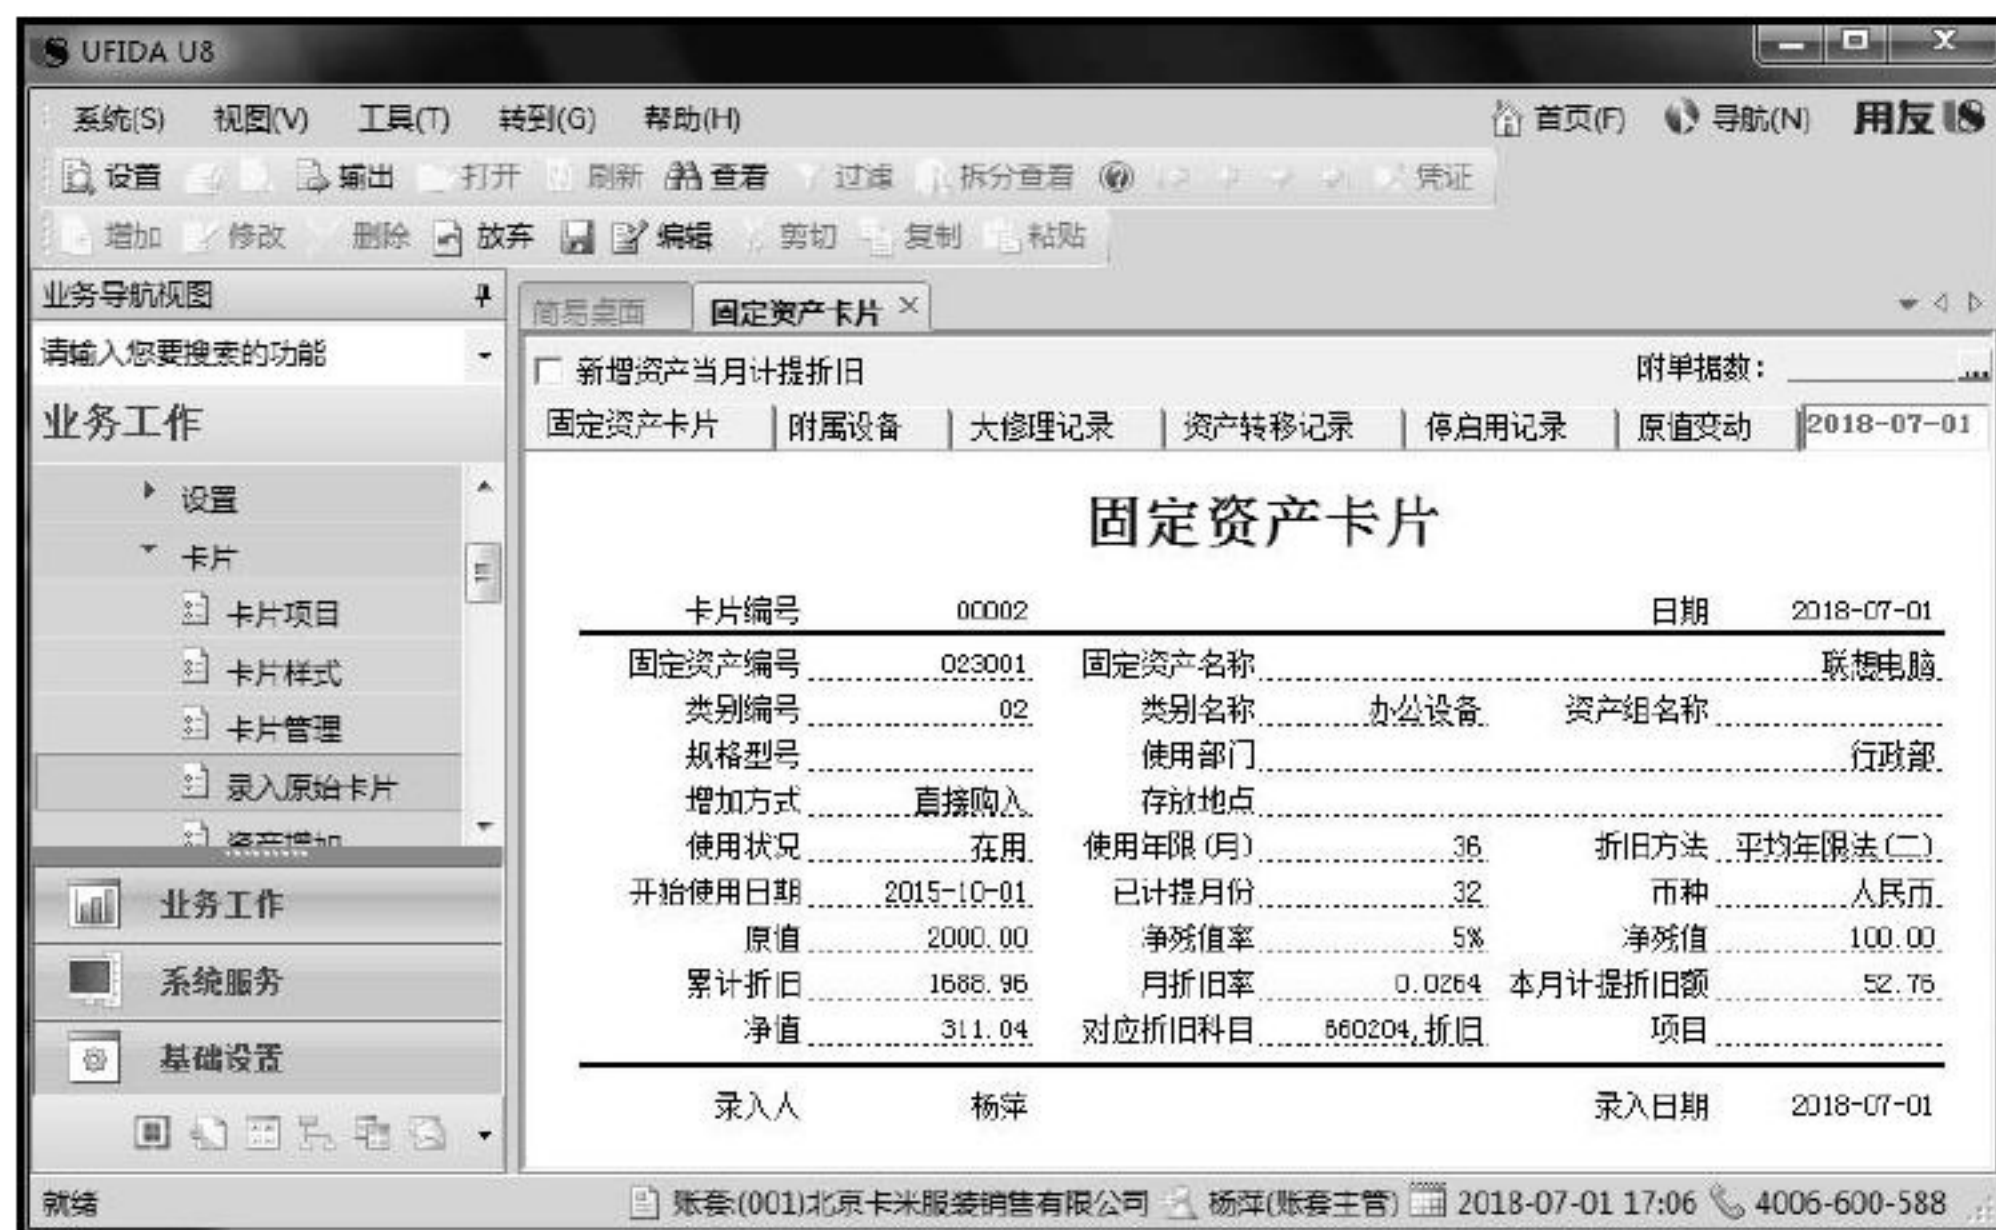 UFIDA U8
系统(S) 视图(V) 工具(T) 转到(G) 帮助(H) 首页(F) 导航(N) 用友U8
设置 输出 打开 刷新 查看 过滤 拆分查看 凭证
增加 修改 删除 放弃 编辑 剪切 复制 粘贴
业务导航视图
请输入您要搜索的功能
业务工作
设置
卡片
卡片项目
卡片样式
卡片管理
录入原始卡片
资产增加
业务工作
系统服务
基础设置
简易桌面 固定资产卡片
新增资产当月计提折旧 附单据数:
固定资产卡片 附属设备 大修理记录 资产转移记录 停启用记录 原值变动 2018-07-01
固定资产卡片
卡片编号 00002 日期 2018-07-01
固定资产编号 023001 固定资产名称 联想电脑
类别编号 02 类别名称 办公设备 资产组名称
规格型号 使用部门 行政部
增加方式 直接购入 存放地点
使用状况 在用 使用年限(月) 36 折旧方法 平均年限法(二)
开始使用日期 2015-10-01 已计提月份 32 币种 人民币
原值 2000.00 净残值率 5% 净残值 100.00
累计折旧 1688.96 月折旧率 0.0264 本月计提折旧额 52.76
净值 311.04 对应折旧科目 660204,折旧 项目
录入人 杨萍 录入日期 2018-07-01
就绪 账套:(001)北京卡米服装销售有限公司 杨萍(账套主管) 2018-07-01 17:06 4006-600-588